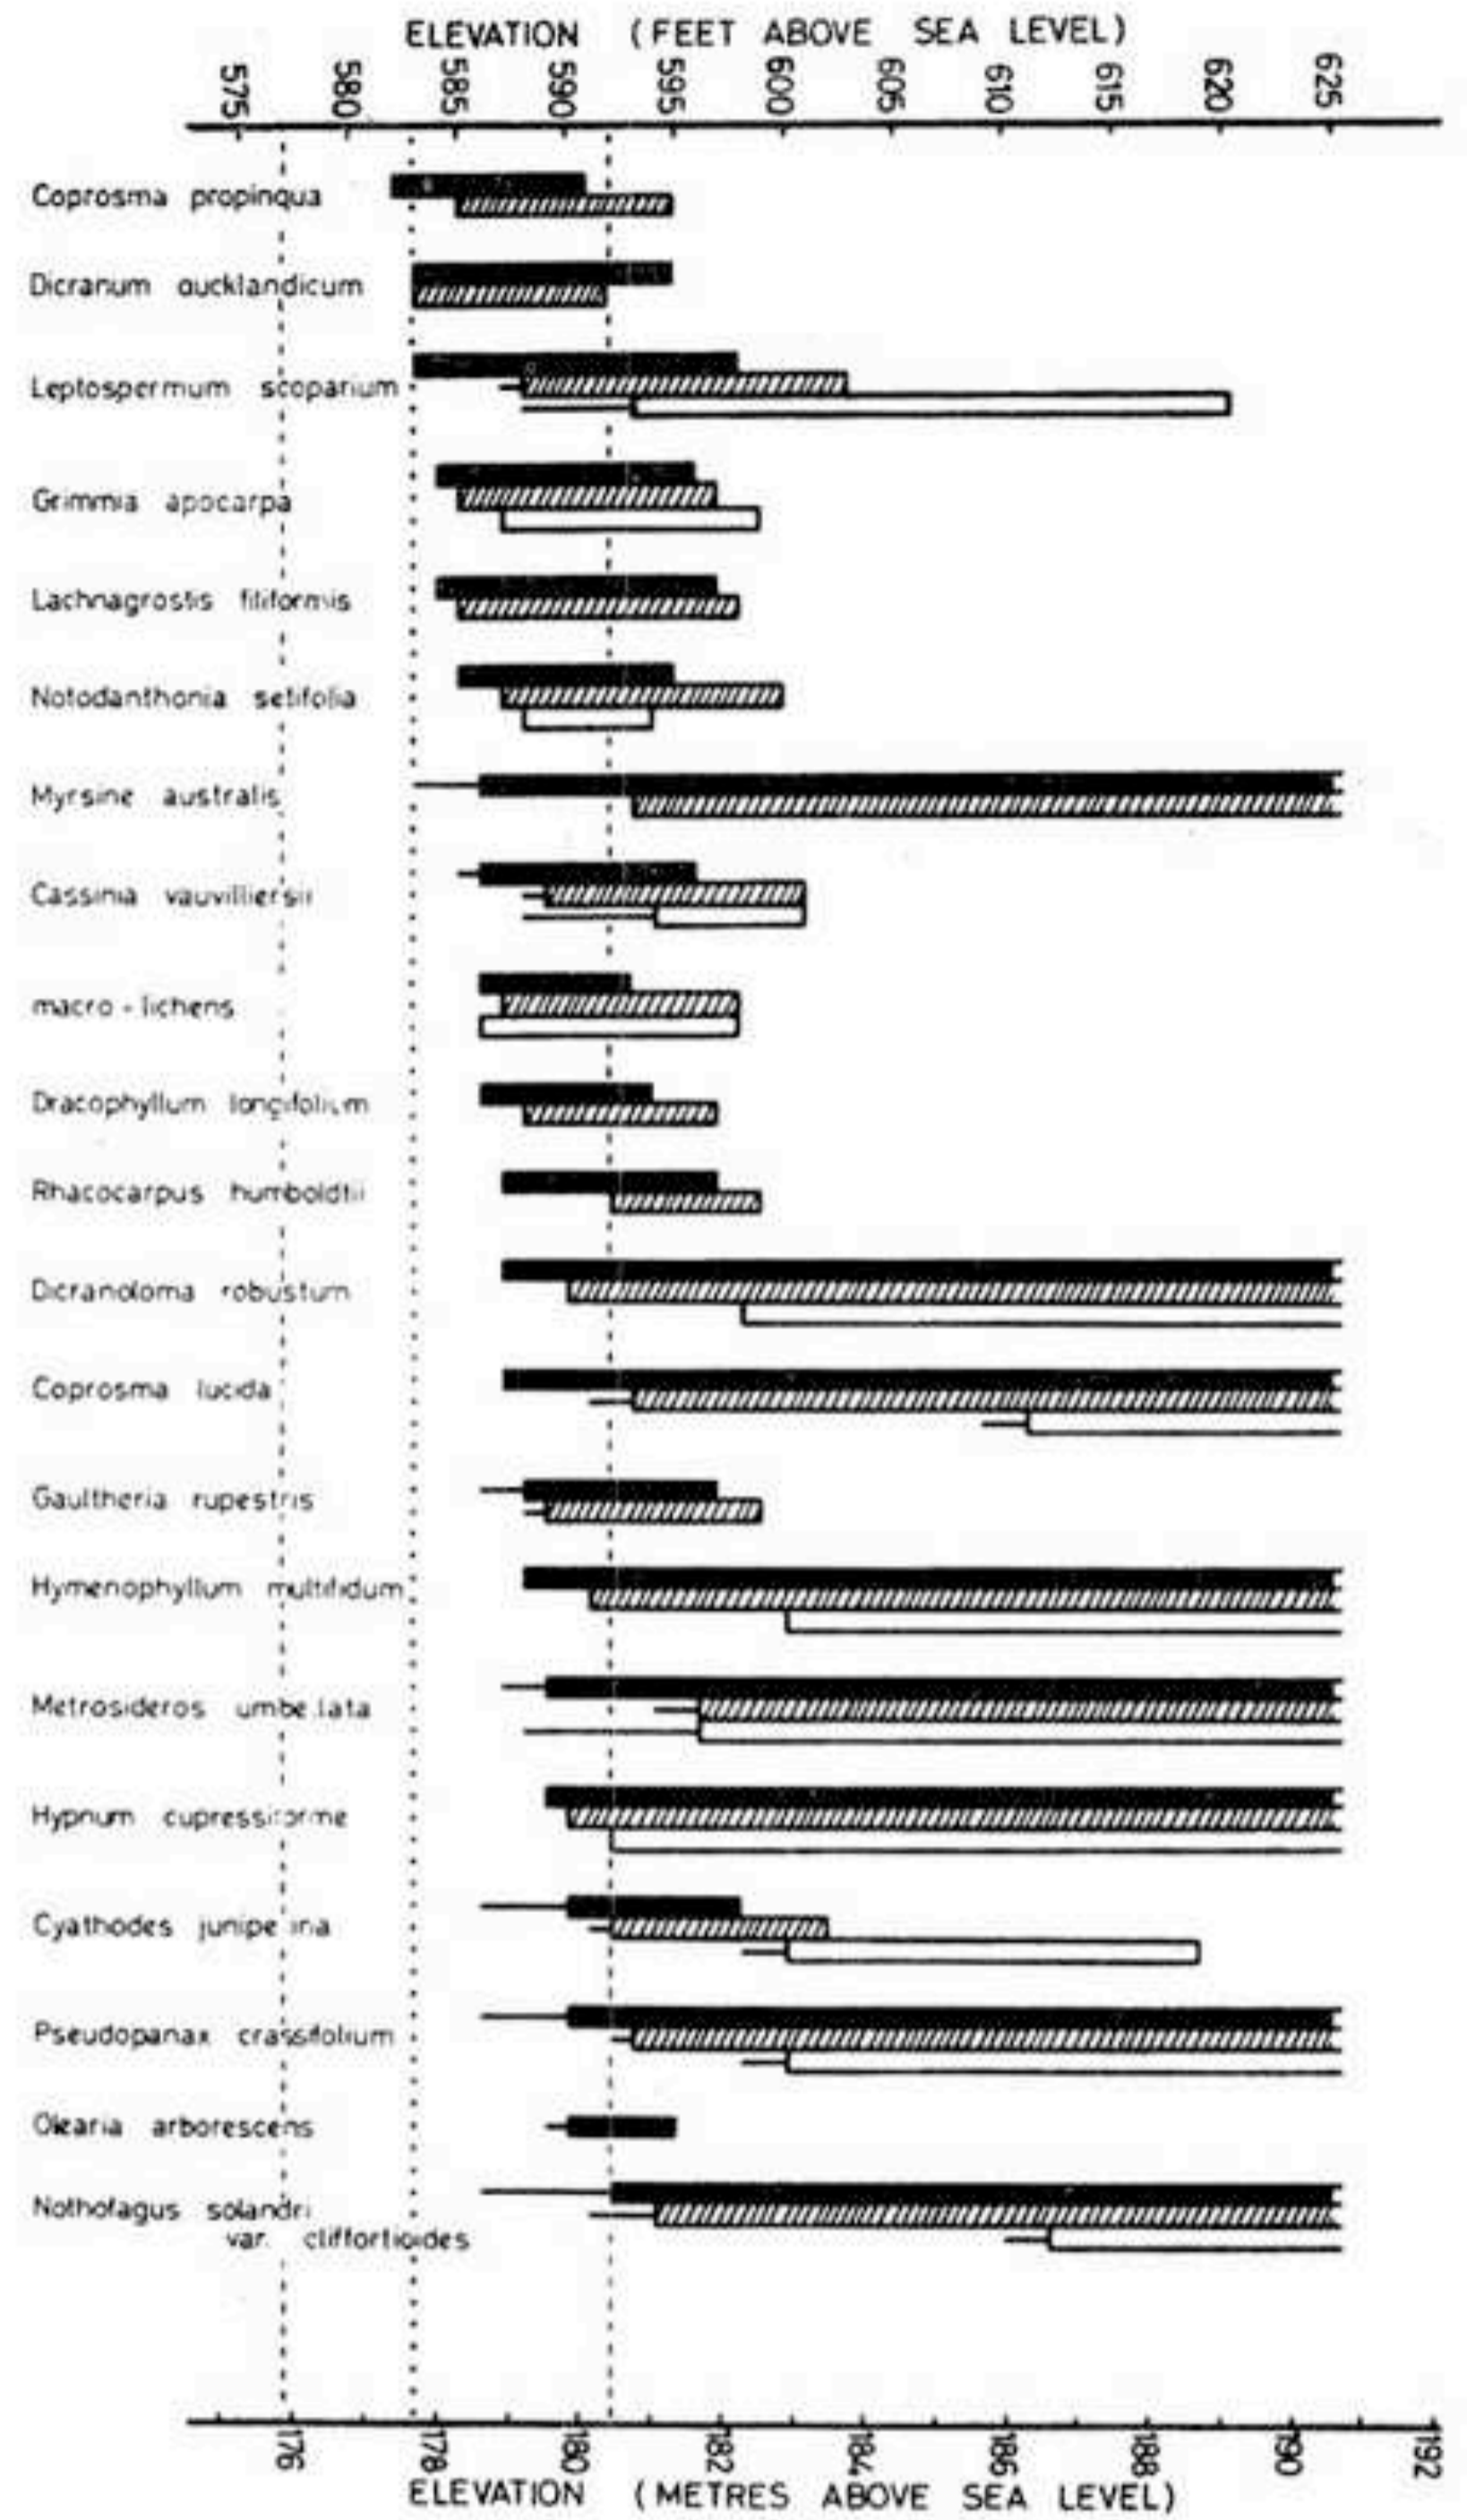 ELEVATION (FEET ABOVE SEA LEVEL)
575 580 585 590 595 600 605 610 615 620 625
Coprosma propinqua
Dicranum aucklandicum
Leptospermum scoparium
Grimmia apocarpa
Lachnagrostis filiformis
Notodanthonia setifolia
Myrsine australis
Cassinia vauvilliersii
macro - lichens
Dracophyllum longifolium
Rhacocarpus humboldtii
Dicranoloma robustum
Coprosma lucida
Gaultheria rupestris
Hymenophyllum multifidum
Metrosideros umbellata
Hypnum cupressiforme
Cyathodes juniperina
Pseudopanax crassifolium
Olearia arborescens
Nothofagus solandri
var. cliffortioides
176 178 180 182 184 186 188 190 192
ELEVATION (METRES ABOVE SEA LEVEL)